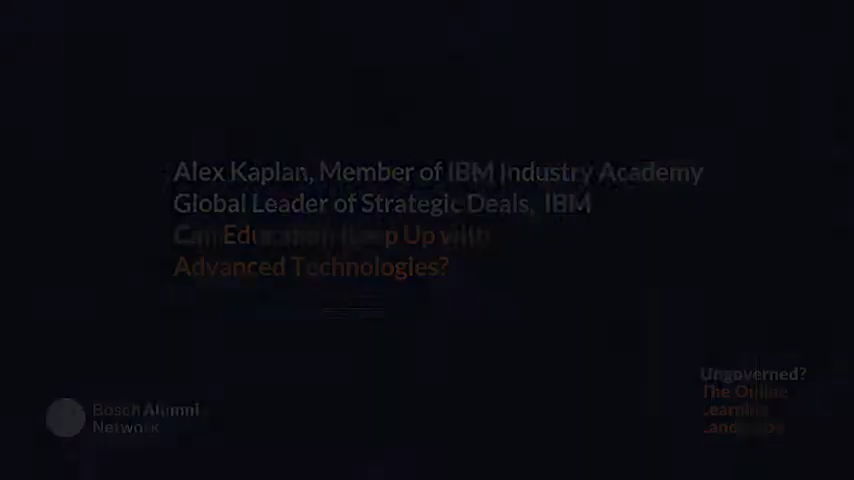 Alex Kaplan, Member of IBM Industry Academy
Global Leader of Strategic Deals, IBM
Can Education Keep Up with
Advanced Technologies?
Ungoverned?
The Online
Learning
Landscape
Bosch Alumni
Network